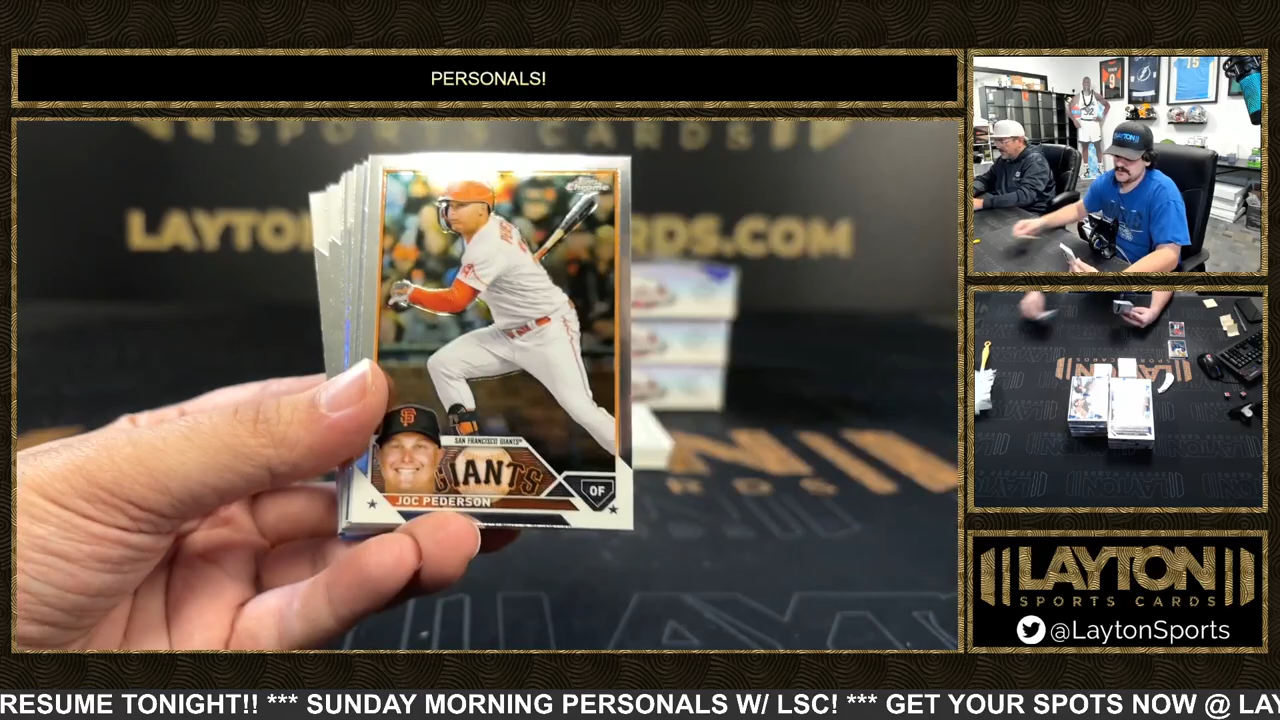 PERSONALS!
LAYTON
RDS.COM
Chrome
SAN FRANCISCO GIANTS
GIANTS
OF
JOC PEDERSON
LAYTON
SPORTS CARDS
@LaytonSports
RESUME TONIGHT!! *** SUNDAY MORNING PERSONALS W/ LSC! *** GET YOUR SPOTS NOW @ LAY